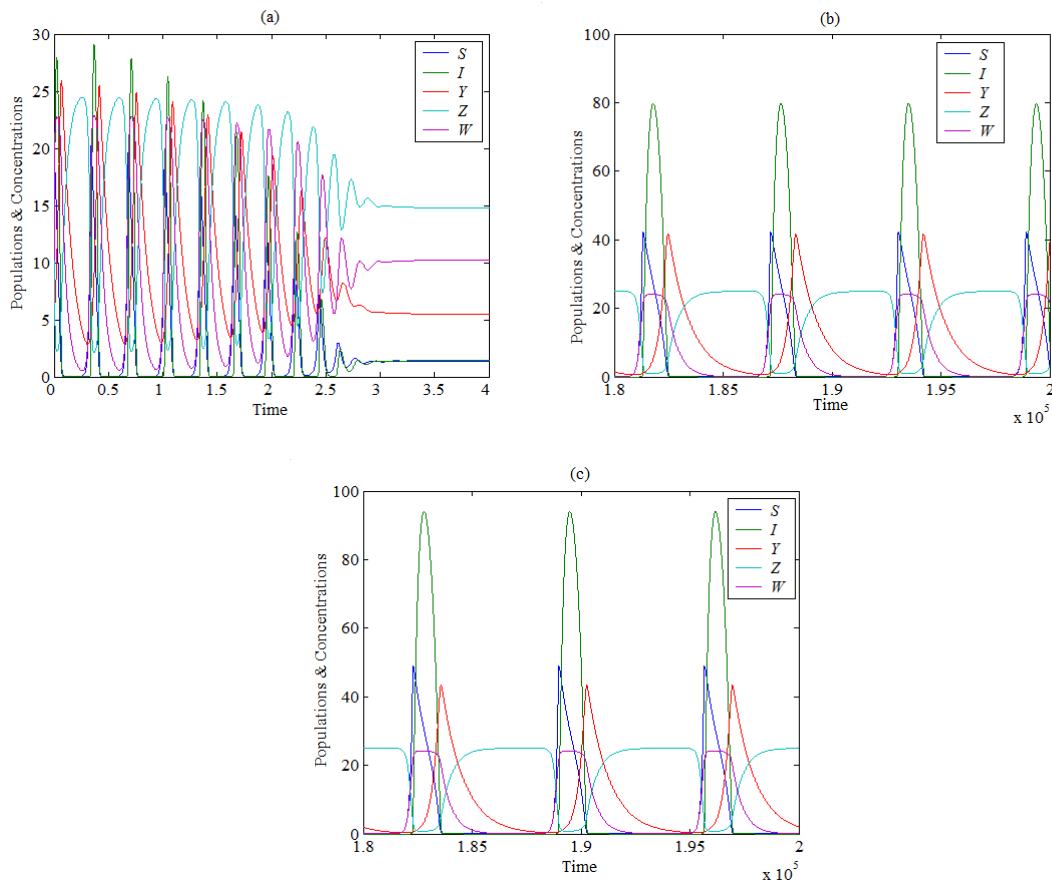 (a)
Populations & Concentrations
30
25
20
15
10
5
0
S
I
Y
Z
W
0 0.5 1 1.5 2 2.5 3 3.5 4
Time
(b)
Populations & Concentrations
100
80
60
40
20
0
S
I
Y
Z
W
1.8 1.85 1.9 1.95 2
Time
x 10^5
(c)
Populations & Concentrations
100
80
60
40
20
0
S
I
Y
Z
W
1.8 1.85 1.9 1.95 2
Time
x 10^5